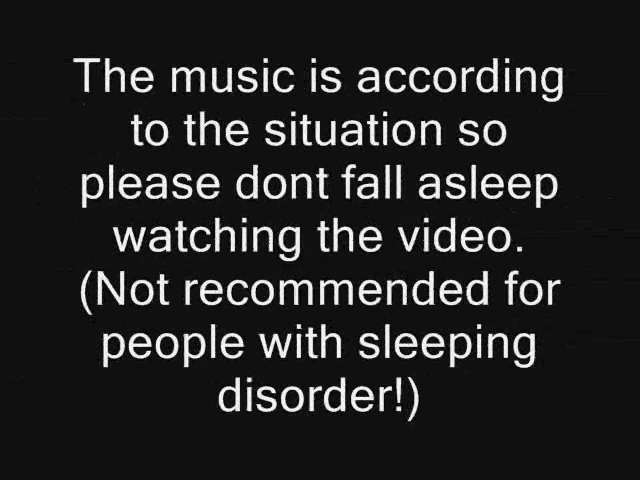 The music is according
to the situation so
please dont fall asleep
watching the video.
(Not recommended for
people with sleeping
disorder!)